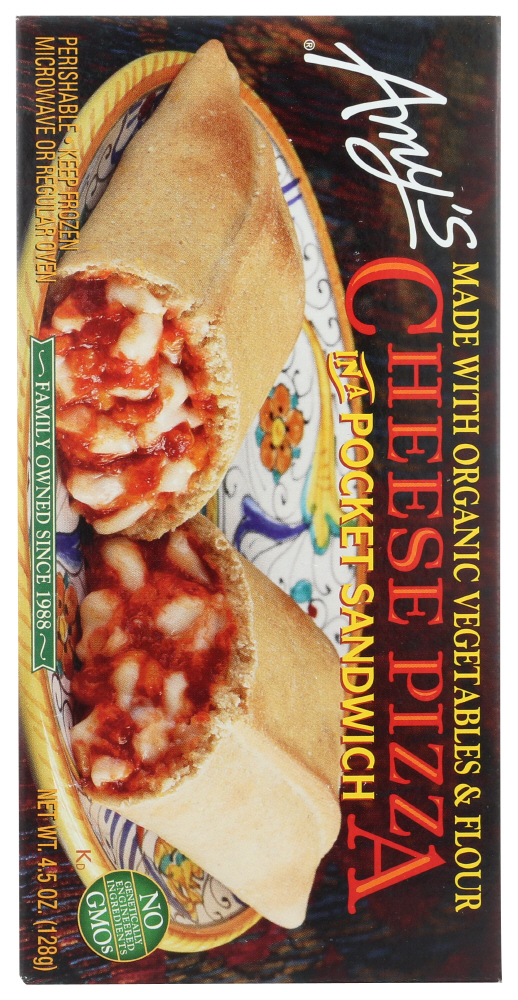 Amy's
®
MADE WITH ORGANIC VEGETABLES & FLOUR
CHEESE PIZZA
IN A POCKET SANDWICH
PERISHABLE - KEEP FROZEN
MICROWAVE OR REGULAR OVEN
~ FAMILY OWNED SINCE 1988 ~
K D
NO
GENETICALLY
ENGINEERED
INGREDIENTS
GMOs
NET WT. 4.5 OZ. (128g)